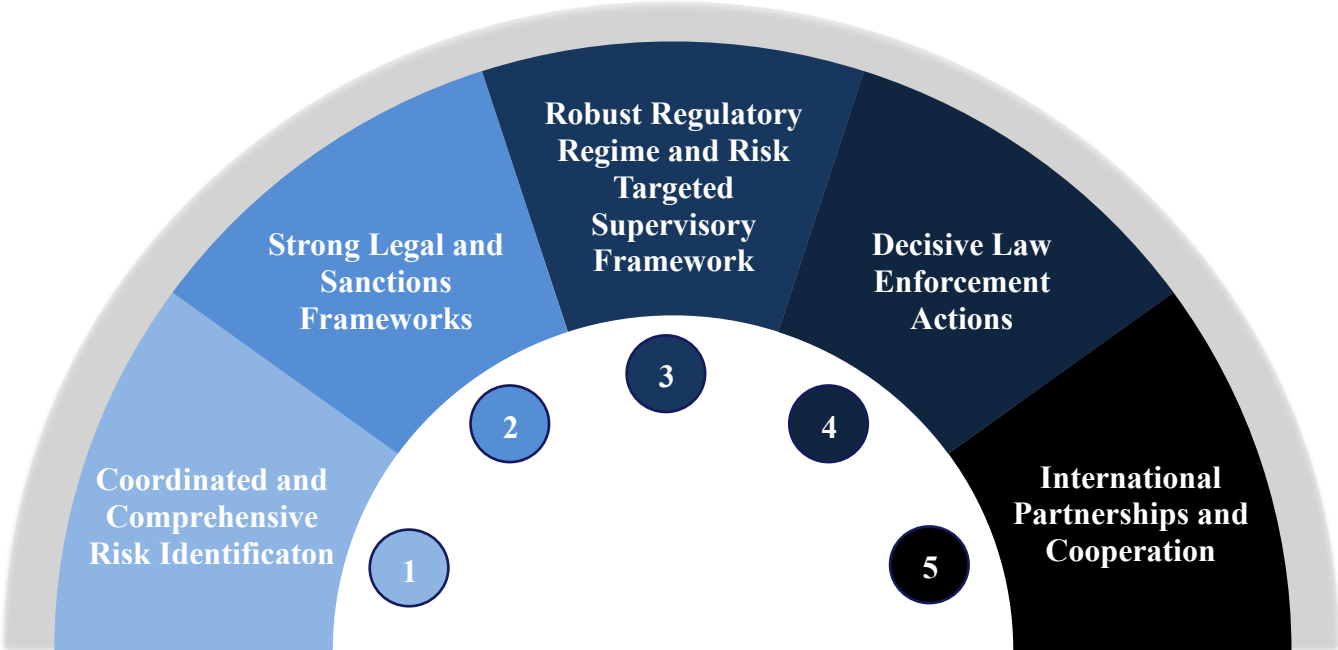 Coordinated and
Comprehensive
Risk Identificaton
1
Strong Legal and
Sanctions
Frameworks
2
Robust Regulatory
Regime and Risk
Targeted
Supervisory
Framework
3
Decisive Law
Enforcement
Actions
4
International
Partnerships and
Cooperation
5